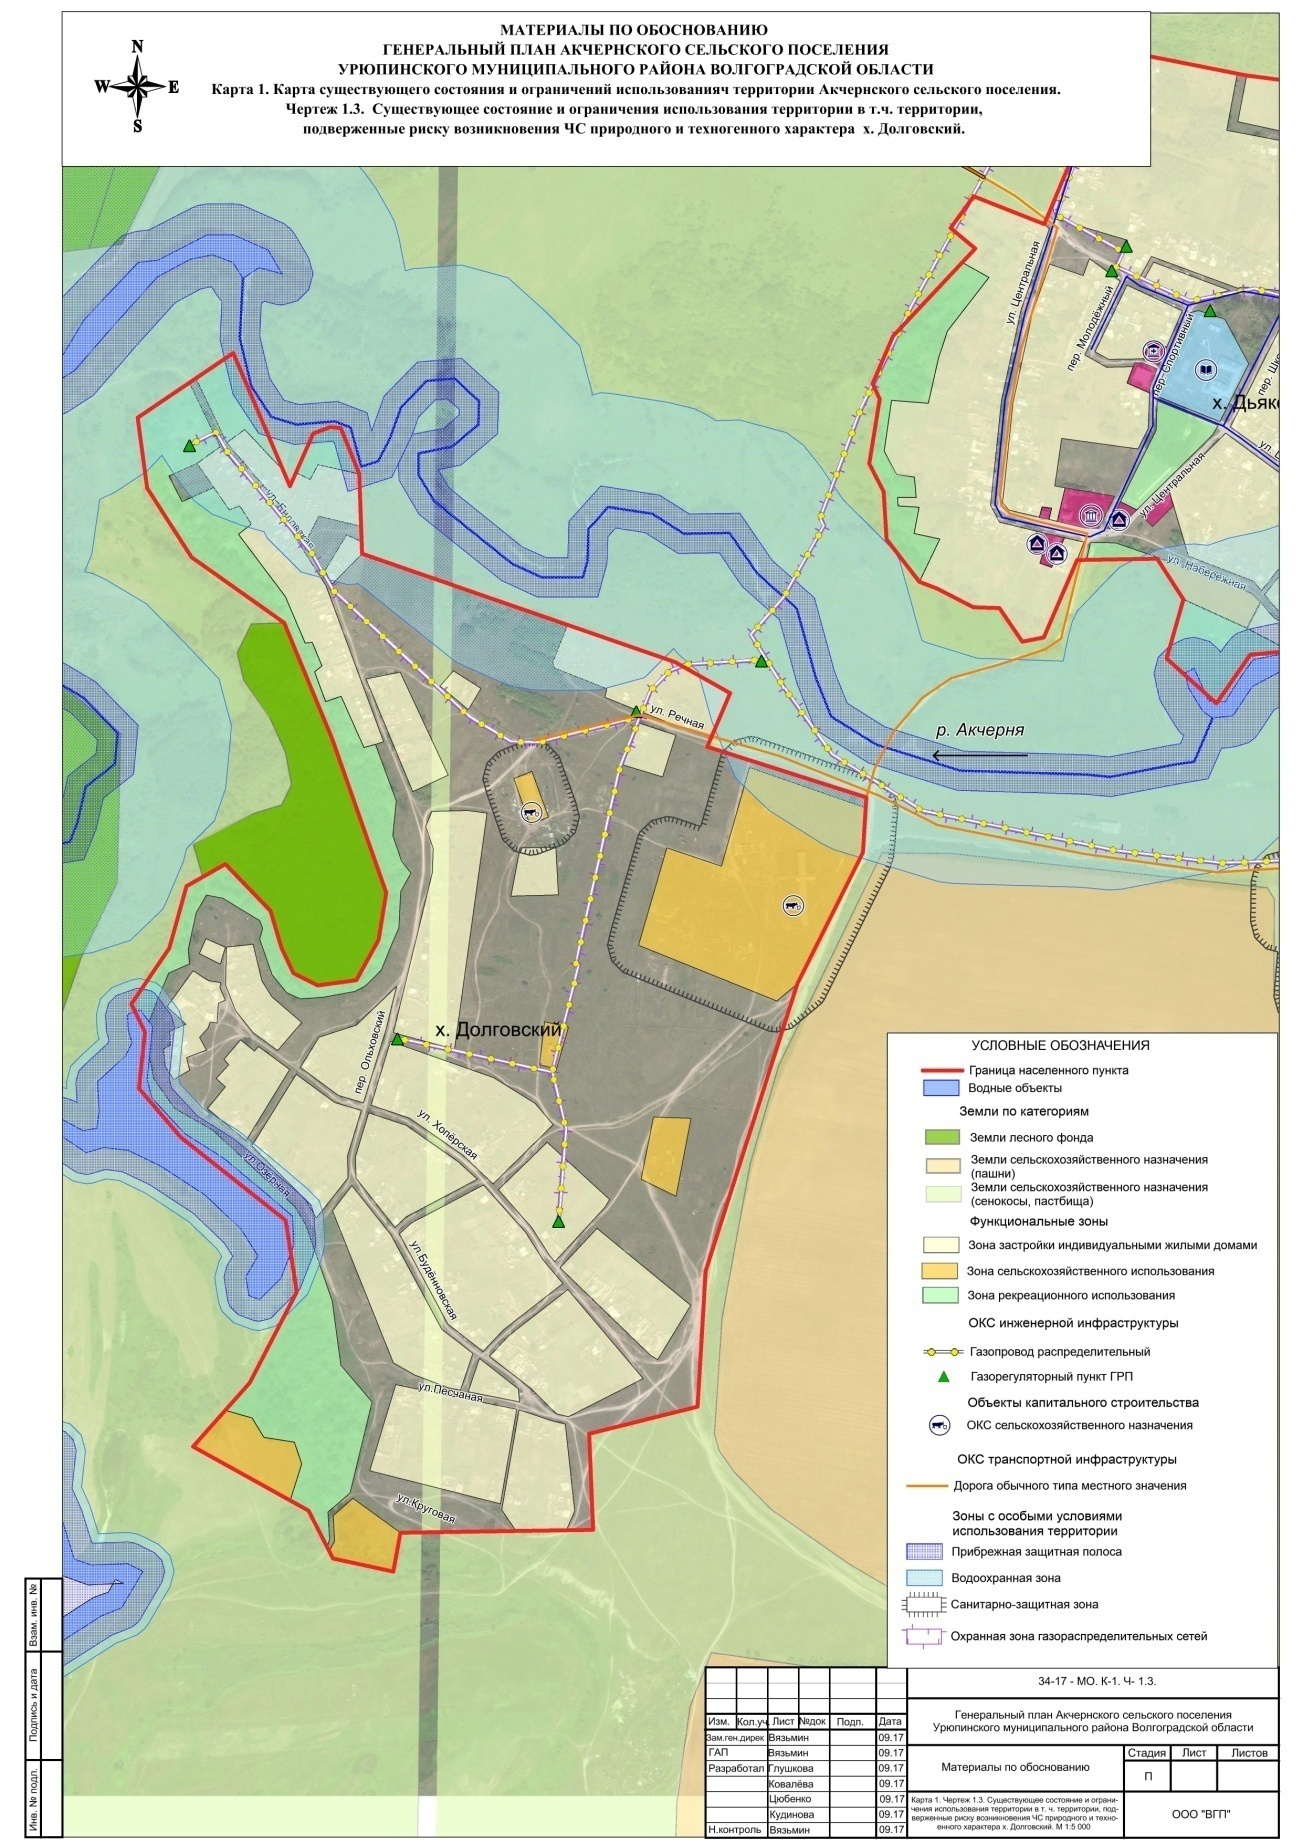 МАТЕРИАЛЫ ПО ОБОСНОВАНИЮ
ГЕНЕРАЛЬНЫЙ ПЛАН АКЧЕРНСКОГО СЕЛЬСКОГО ПОСЕЛЕНИЯ
УРЮПИНСКОГО МУНИЦИПАЛЬНОГО РАЙОНА ВОЛГОГРАДСКОЙ ОБЛАСТИ
Карта 1. Карта существующего состояния и ограничений использованияч территории Акчернского сельского поселения.
Чертеж 1.3. Существующее состояние и ограничения использования территории в т.ч. территории,
подверженные риску возникновения ЧС природного и техногенного характера х. Долговский.
N
W E
S
ул. Центральная
пер. Молодёжный
пер. Спортивный
пер. Шк
х. Дьяко
ул. Центральная
ул. Набережная
ул. Речная
р. Акчерня
х. Долговский
пер. Ольховский
ул. Хопёрская
ул.Озерная
ул.Будённовская
ул.Песчаная
ул.Круговая
УСЛОВНЫЕ ОБОЗНАЧЕНИЯ
Граница населенного пункта
Водные объекты
Земли по категориям
Земли лесного фонда
Земли сельскохозяйственного назначения
(пашни)
Земли сельскохозяйственного назначения
(сенокосы, пастбища)
Функциональные зоны
Зона застройки индивидуальными жилыми домами
Зона сельскохозяйственного использования
Зона рекреационного использования
ОКС инженерной инфраструктуры
Газопровод распределительный
Газорегуляторный пункт ГРП
Объекты капитального строительства
ОКС сельскохозяйственного назначения
ОКС транспортной инфраструктуры
Дорога обычного типа местного значения
Зоны с особыми условиями
использования территории
Прибрежная защитная полоса
Водоохранная зона
Санитарно-защитная зона
Охранная зона газораспределительных сетей
Взам. инв. №
Подпись и дата
Инв. № подл.
34-17 - МО. К-1. Ч- 1.3.
Генеральный план Акчернского сельского поселения
Урюпинского муниципального района Волгоградской области
Изм. Кол.уч Лист №док Подп. Дата
Зам.ген.дирек Вязьмин 09.17
ГАП Вязьмин 09.17
Разработал Глушкова 09.17
Ковалёва 09.17
Цюбенко 09.17
Кудинова 09.17
Н.контроль Вязьмин 09.17
Материалы по обоснованию
Стадия Лист Листов
П
Карта 1. Чертеж 1.3. Существующее состояние и ограни-
чения использования территории в т. ч. территории, под-
верженные риску возникновения ЧС природного и техно-
енного характера х. Долговский. М 1:5 000
ООО "ВГП"